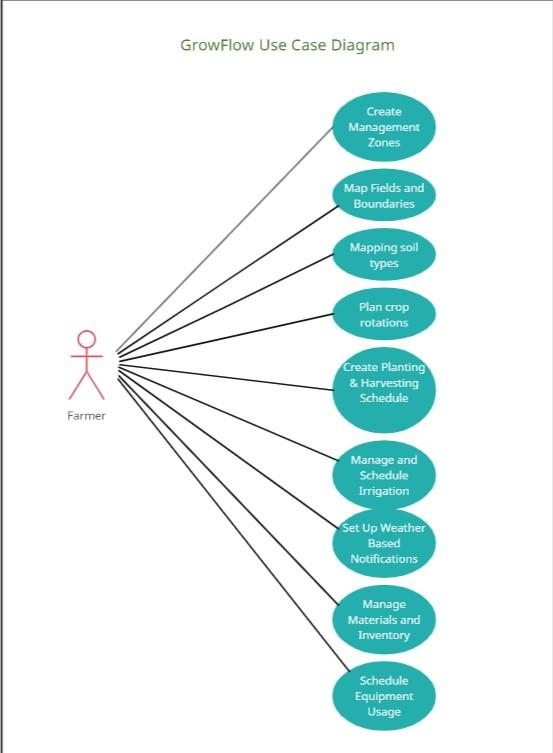 GrowFlow Use Case Diagram
Create
Management
Zones
Map Fields and
Boundaries
Mapping soil
types
Plan crop
rotations
Create Planting
& Harvesting
Schedule
Farmer
Manage and
Schedule
Irrigation
Set Up Weather
Based
Notifications
Manage
Materials and
Inventory
Schedule
Equipment
Usage